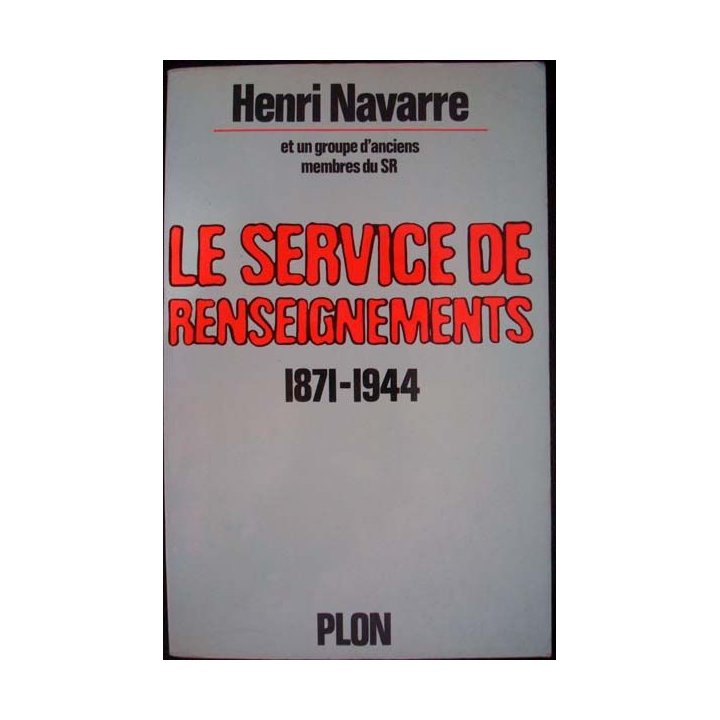 Henri Navarre
et un groupe d'anciens
membres du SR
LE SERVICE DE
RENSEIGNEMENTS
1871-1944
PLON